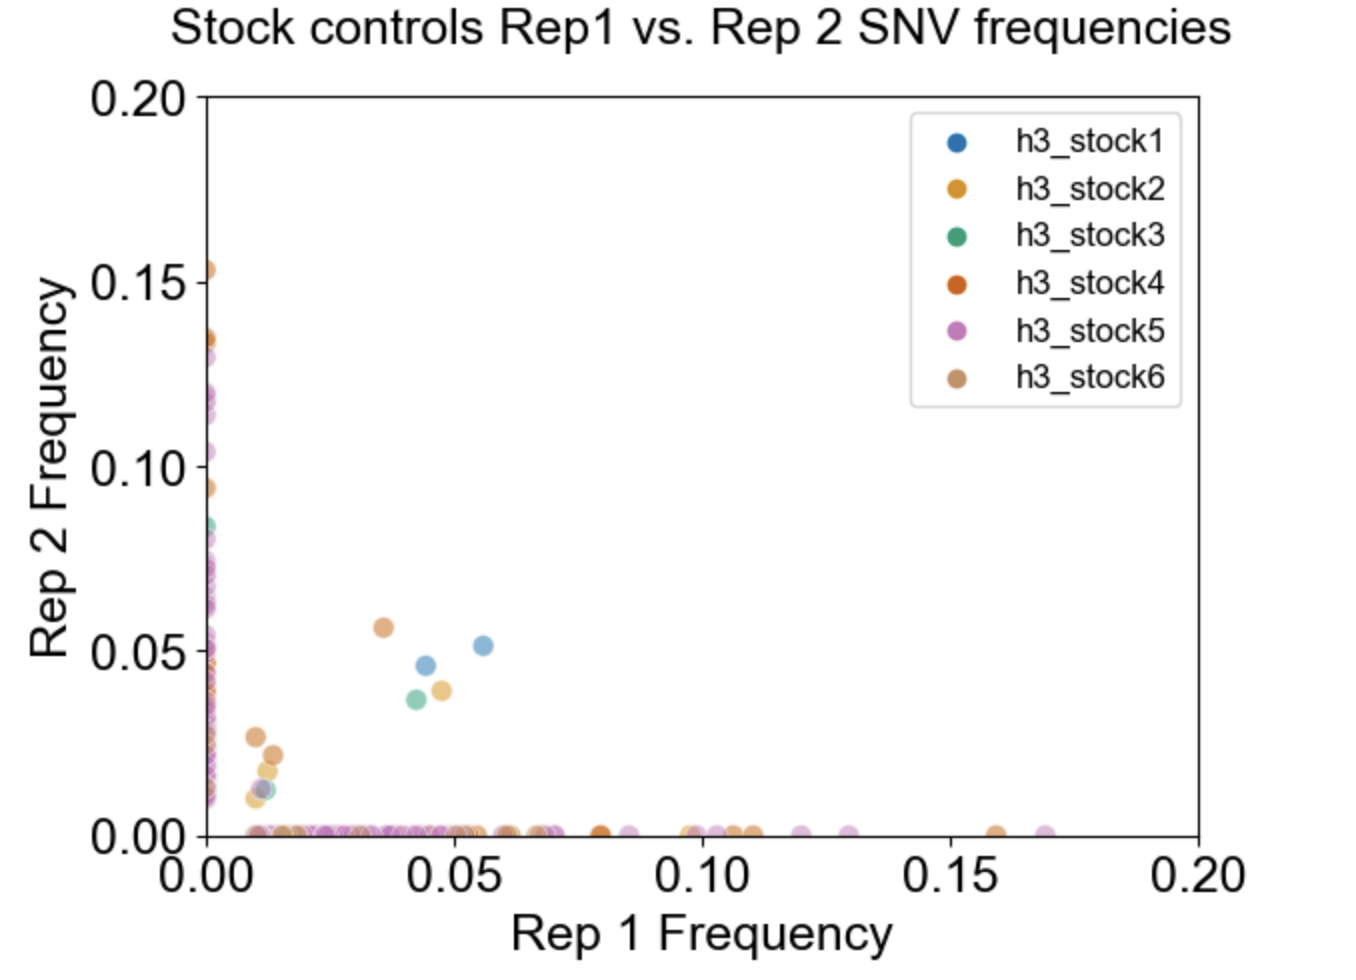 Stock controls Rep1 vs. Rep 2 SNV frequencies
0.20
0.15
0.10
0.05
0.00
Rep 2 Frequency
h3_stock1
h3_stock2
h3_stock3
h3_stock4
h3_stock5
h3_stock6
0.00 0.05 0.10 0.15 0.20
Rep 1 Frequency